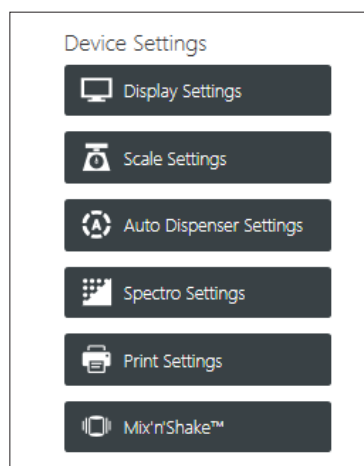 Device Settings
Display Settings
Scale Settings
Auto Dispenser Settings
Spectro Settings
Print Settings
Mix'n'Shake™